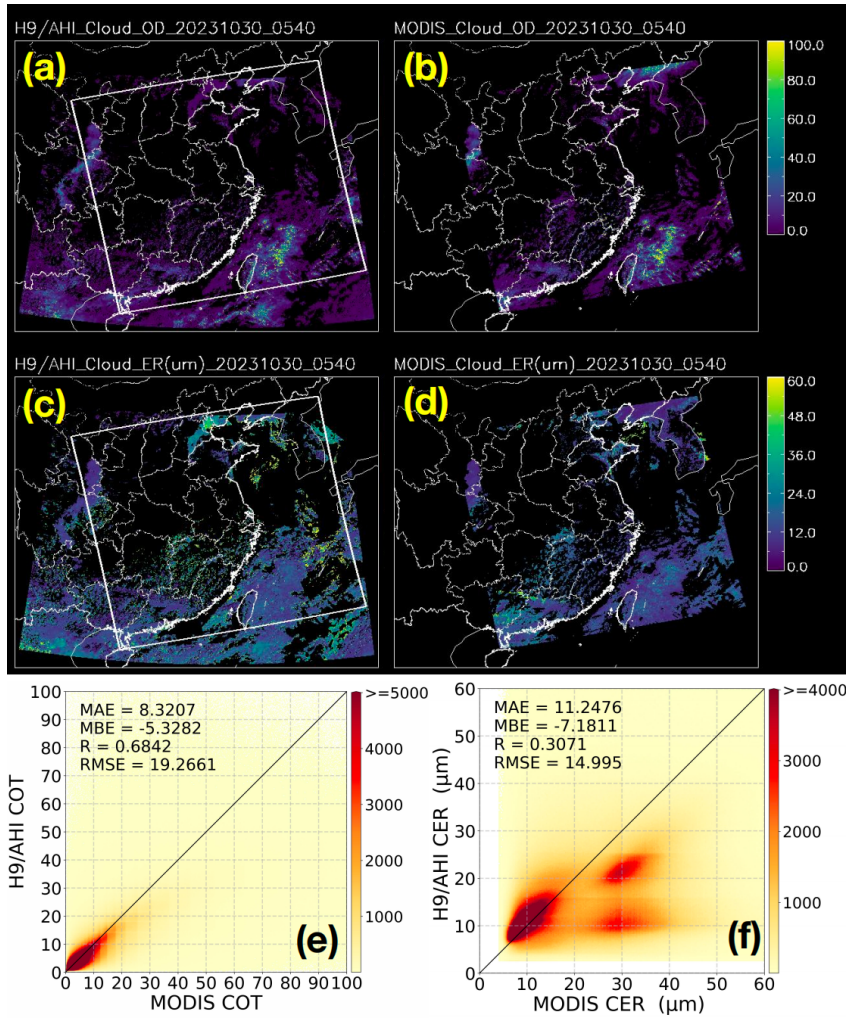 H9/AHI_Cloud_OD_20231030_0540
MODIS_Cloud_OD_20231030_0540
(a)
(b)
100.0
80.0
60.0
40.0
20.0
0.0
H9/AHI_Cloud_ER(um)_20231030_0540
MODIS_Cloud_ER(um)_20231030_0540
(c)
(d)
60.0
48.0
36.0
24.0
12.0
0.0
100
90
80
70
60
50
40
30
20
10
0
H9/AHI COT
MAE = 8.3207
MBE = -5.3282
R = 0.6842
RMSE = 19.2661
(e)
0 10 20 30 40 50 60 70 80 90 100
MODIS COT
>=5000
4000
3000
2000
1000
60
50
40
30
20
10
0
H9/AHI CER (μm)
MAE = 11.2476
MBE = -7.1811
R = 0.3071
RMSE = 14.995
(f)
0 10 20 30 40 50 60
MODIS CER (μm)
>=4000
3000
2000
1000